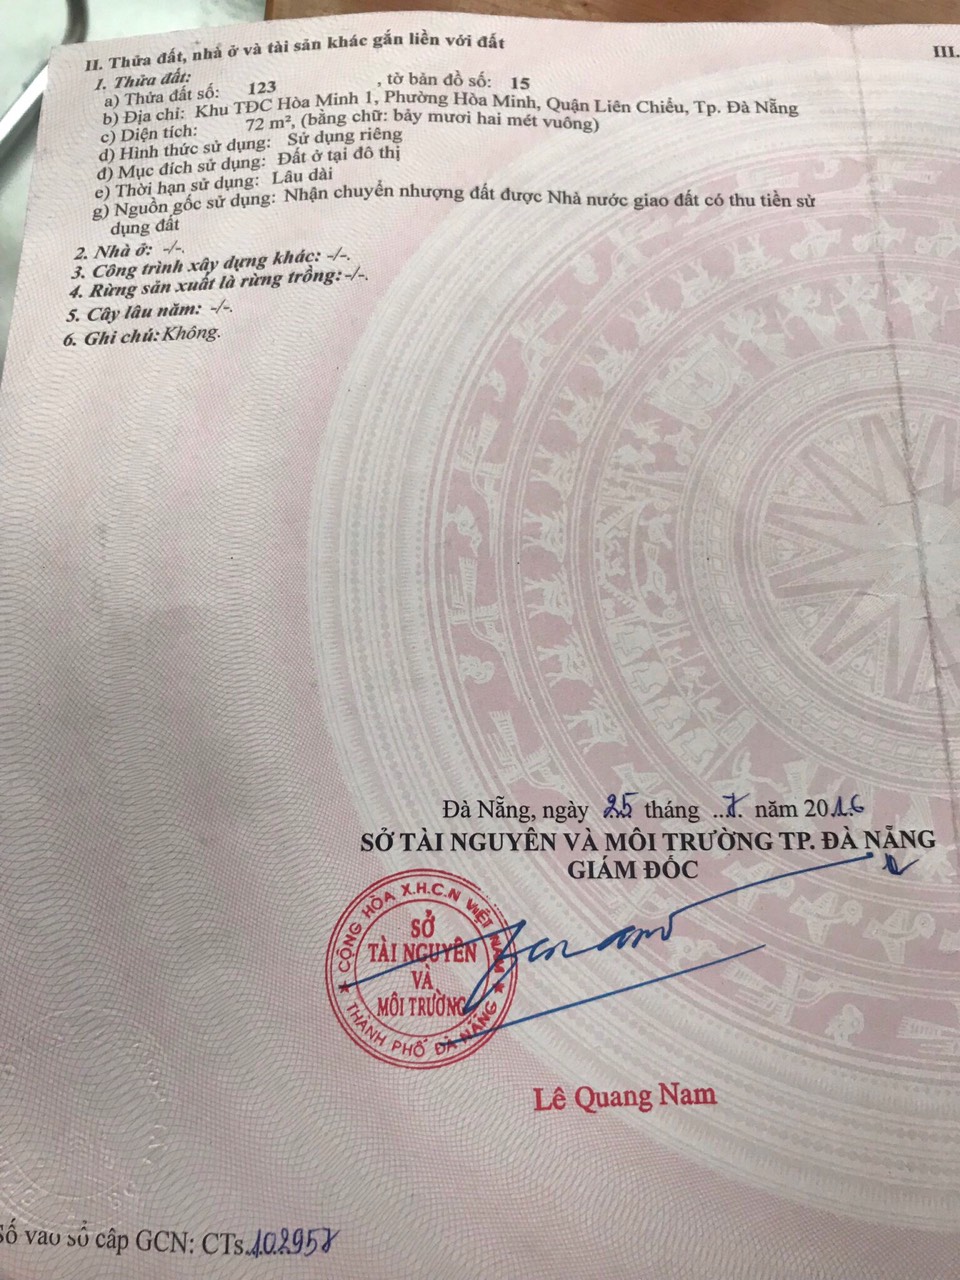 II. Thửa đất, nhà ở và tài sản khác gắn liền với đất
III.
1. Thửa đất:
a) Thửa đất số: 123 , tờ bản đồ số: 15
b) Địa chỉ: Khu TĐC Hòa Minh 1, Phường Hòa Minh, Quận Liên Chiểu, Tp. Đà Nẵng
c) Diện tích: 72 m², (bằng chữ: bảy mươi hai mét vuông)
d) Hình thức sử dụng: Sử dụng riêng
đ) Mục đích sử dụng: Đất ở tại đô thị
e) Thời hạn sử dụng: Lâu dài
g) Nguồn gốc sử dụng: Nhận chuyển nhượng đất được Nhà nước giao đất có thu tiền sử
dụng đất
2. Nhà ở: -/-.
3. Công trình xây dựng khác: -/-.
4. Rừng sản xuất là rừng trồng: -/-.
5. Cây lâu năm: -/-.
6. Ghi chú: Không.
Đà Nẵng, ngày 25 tháng ... năm 2016
SỞ TÀI NGUYÊN VÀ MÔI TRƯỜNG TP. ĐÀ NẴNG
GIÁM ĐỐC
CỘNG HÒA X.H.C.N VIỆT NAM
SỞ
TÀI NGUYÊN
VÀ
MÔI TRƯỜNG
THÀNH PHỐ ĐÀ NẴNG
Lê Quang Nam
Số vào sổ cấp GCN: CTs.10295